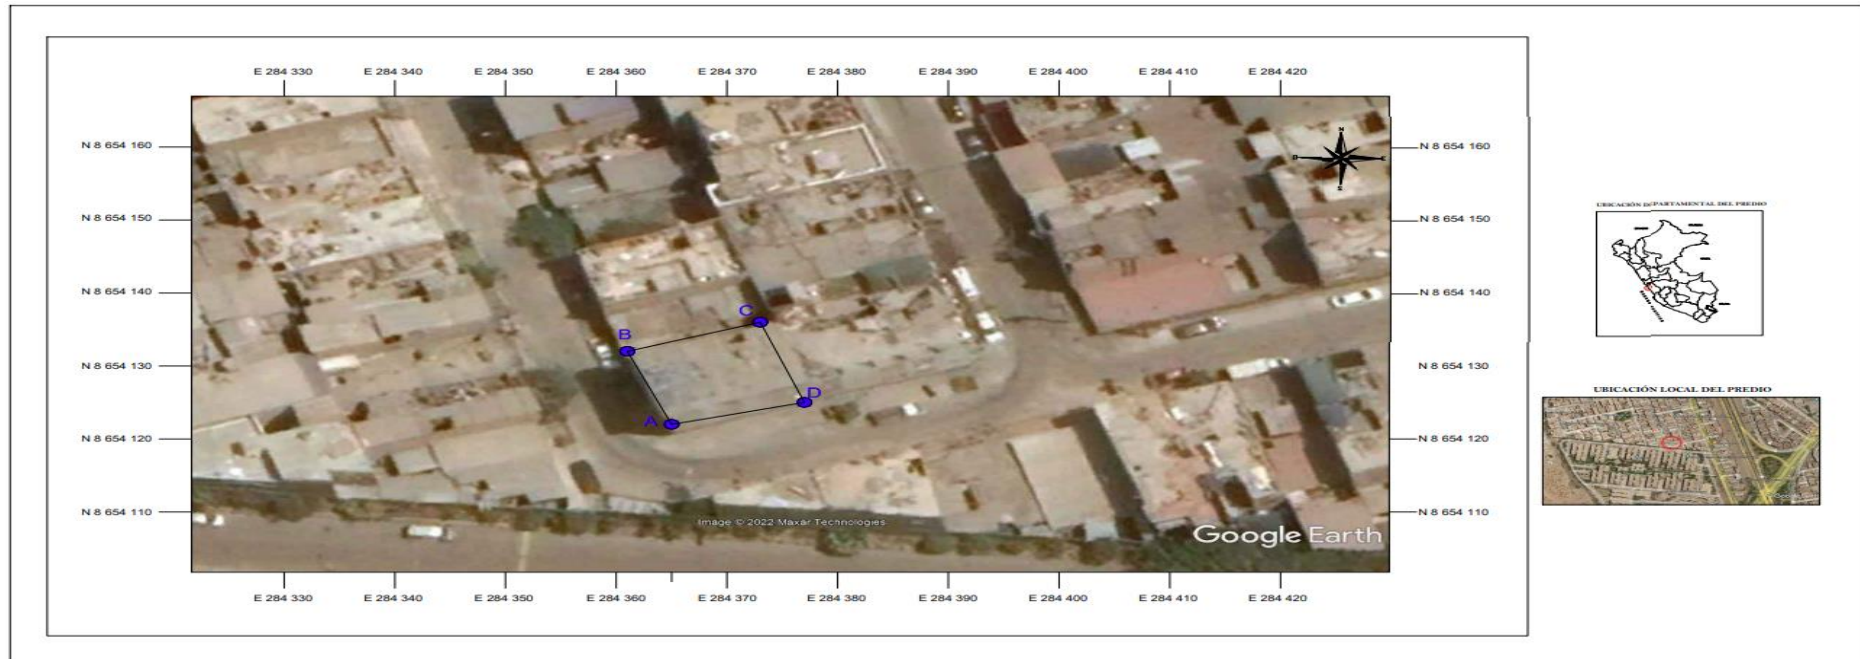 E 284 330 E 284 340 E 284 350 E 284 360 E 284 370 E 284 380 E 284 390 E 284 400 E 284 410 E 284 420
N 8 654 160 N 8 654 160
N
O E
S
N 8 654 150 N 8 654 150
N 8 654 140 N 8 654 140
C
B
N 8 654 130 N 8 654 130
D
A
N 8 654 120 N 8 654 120
N 8 654 110 N 8 654 110
Image © 2022 Maxar Technologies
Google Earth
E 284 330 E 284 340 E 284 350 E 284 360 E 284 370 E 284 380 E 284 390 E 284 400 E 284 410 E 284 420
UBICACIÓN DEPARTAMENTAL DEL PREDIO
UBICACIÓN LOCAL DEL PREDIO